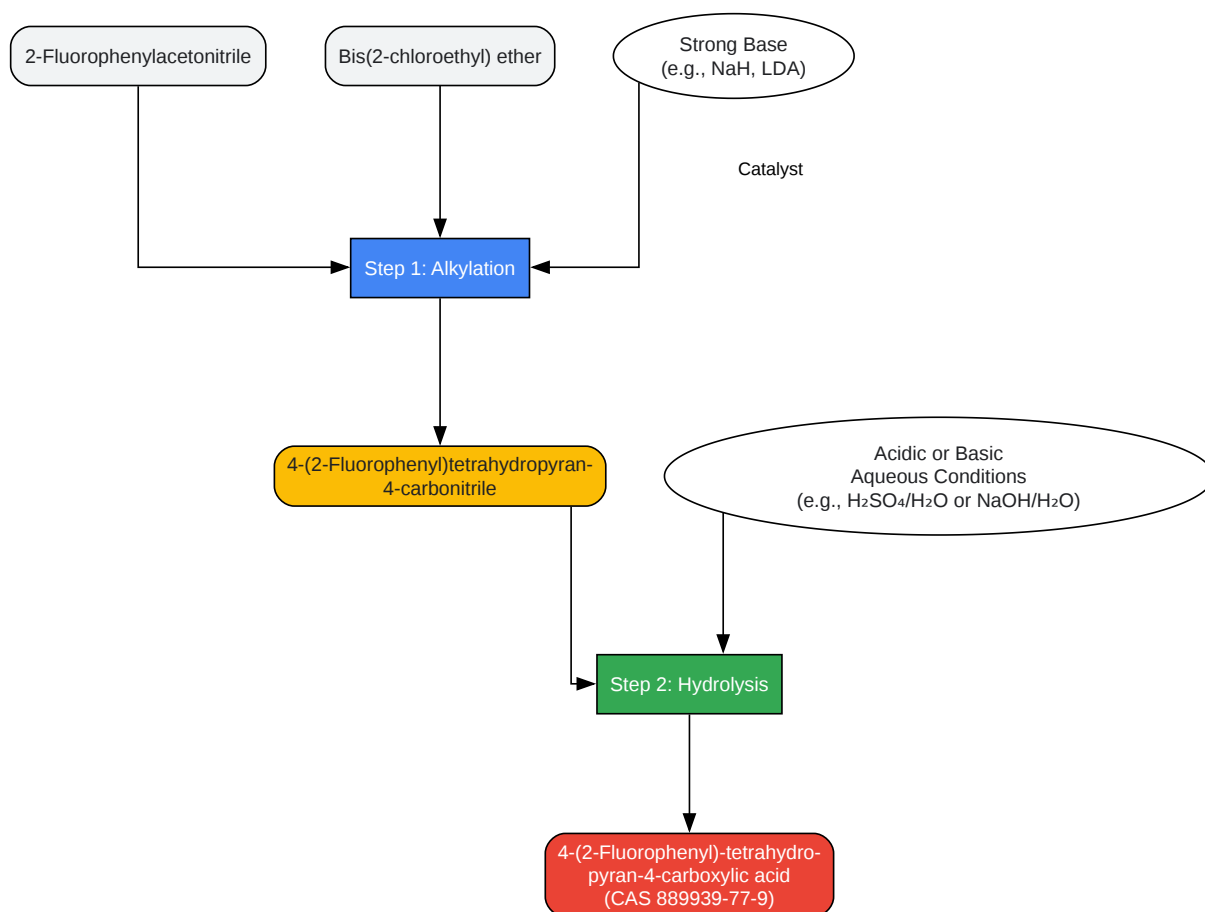 2-Fluorophenylacetonitrile
Bis(2-chloroethyl) ether
Strong Base
(e.g., NaH, LDA)
Catalyst
Step 1: Alkylation
4-(2-Fluorophenyl)tetrahydropyran-
4-carbonitrile
Acidic or Basic
Aqueous Conditions
(e.g., H₂SO₄/H₂O or NaOH/H₂O)
Step 2: Hydrolysis
4-(2-Fluorophenyl)-tetrahydro-
pyran-4-carboxylic acid
(CAS 889939-77-9)